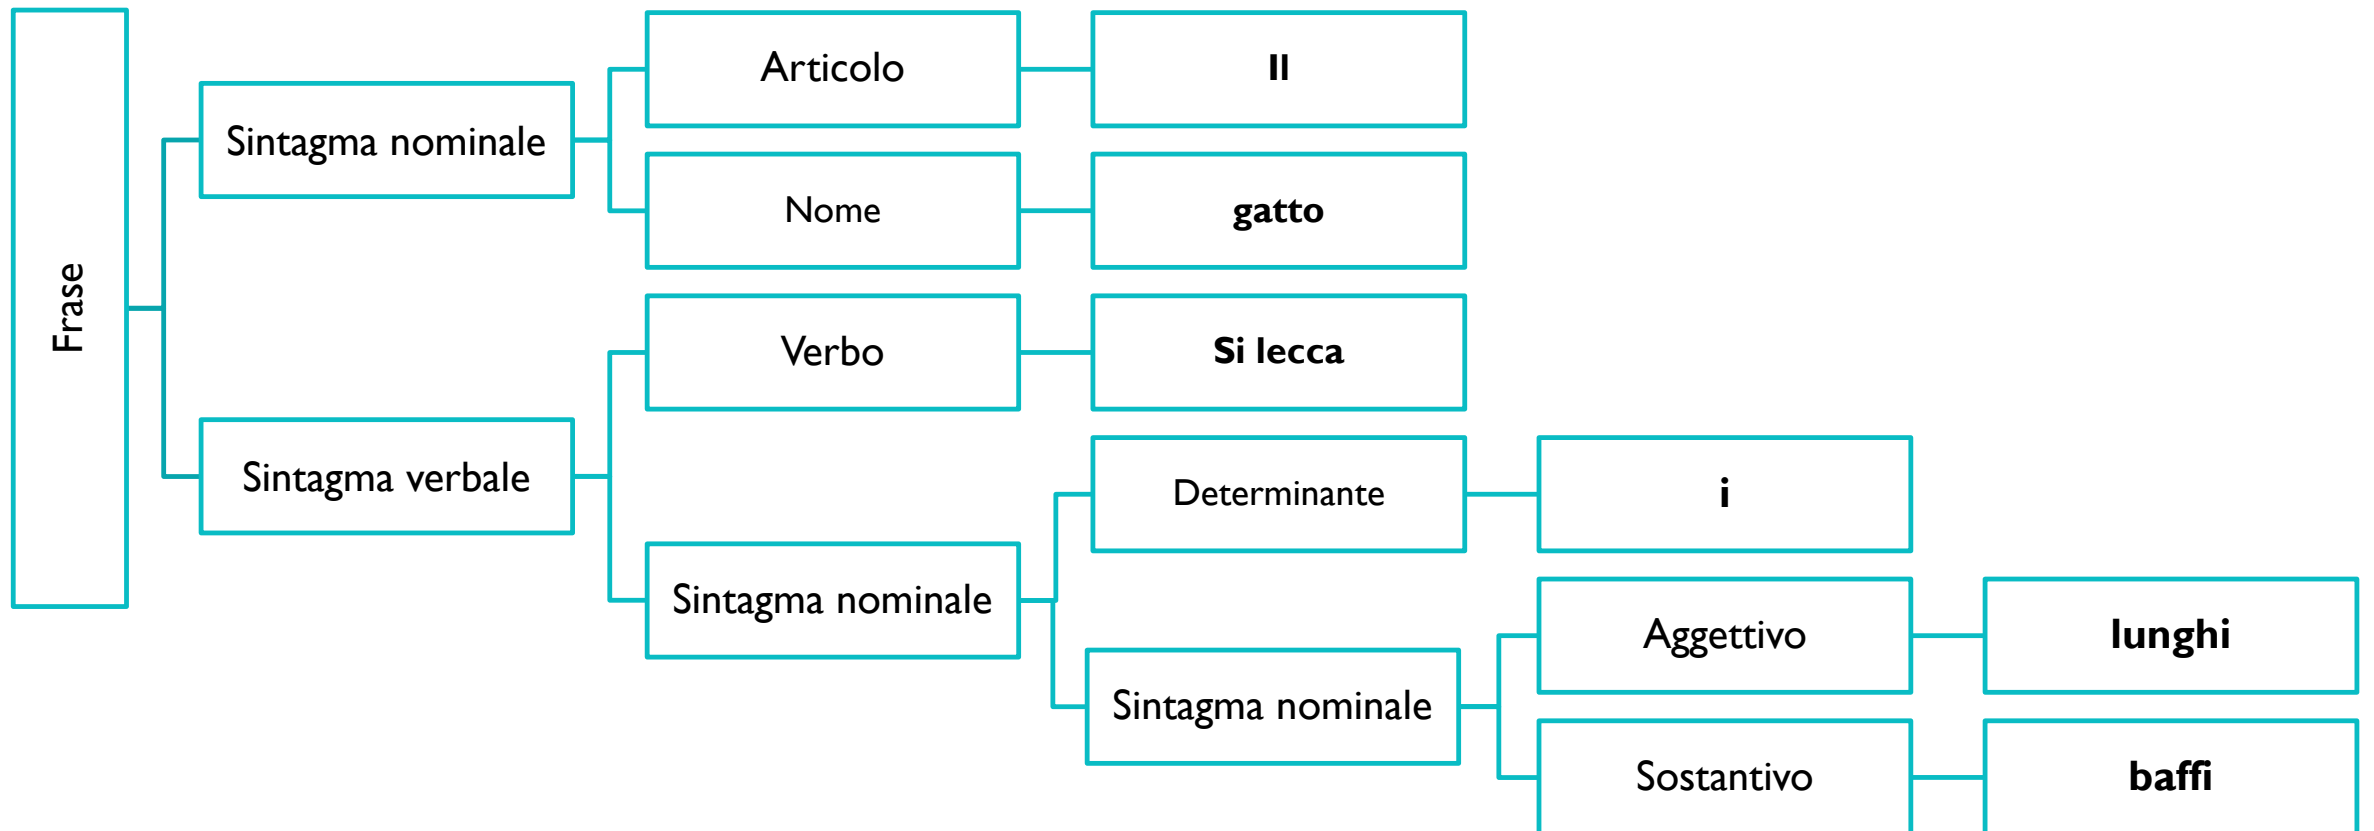 Frase
Sintagma nominale
Articolo
Il
Nome
gatto
Sintagma verbale
Verbo
Si lecca
Sintagma nominale
Determinante
i
Sintagma nominale
Aggettivo
lunghi
Sostantivo
baffi